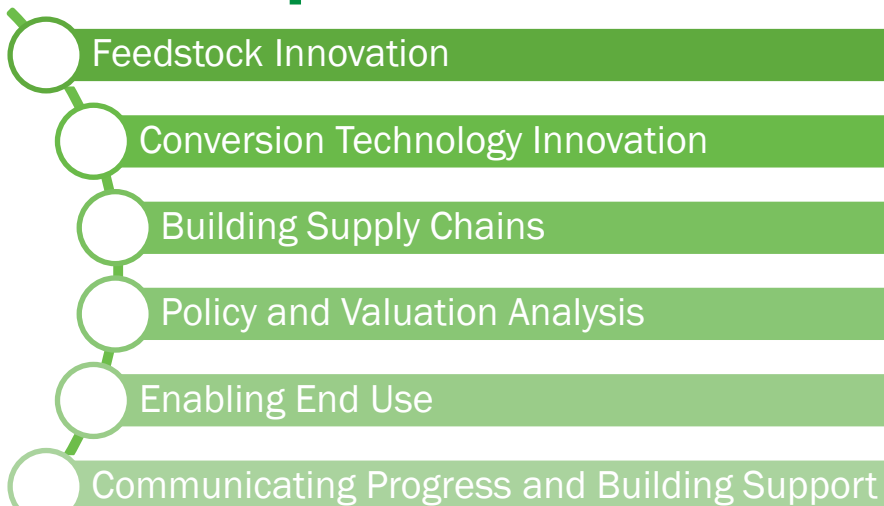 Feedstock Innovation
Conversion Technology Innovation
Building Supply Chains
Policy and Valuation Analysis
Enabling End Use
Communicating Progress and Building Support